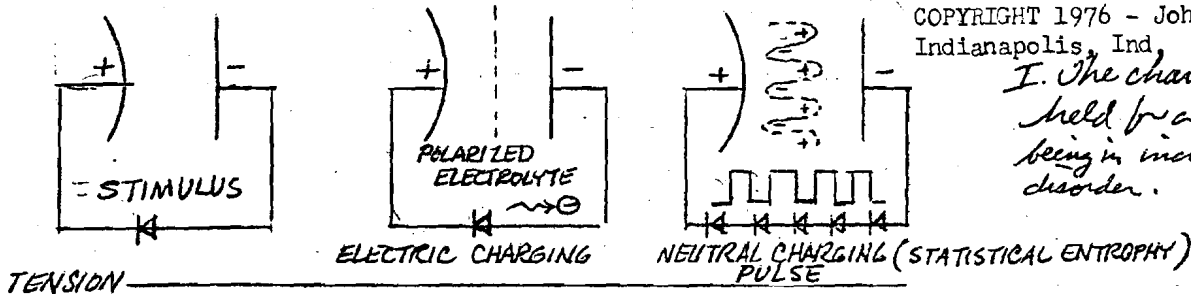 COPYRIGHT 1976 - Joh
Indianapolis, Ind,
I. The char
held for a
being in
disorder.
+ -
+ -
+ -
+
+
+
STIMULUS
POLARIZED
ELECTROLYTE
⊖
ELECTRIC CHARGING
NEUTRAL CHARGING (STATISTICAL ENTROPHY)
PULSE
TENSION